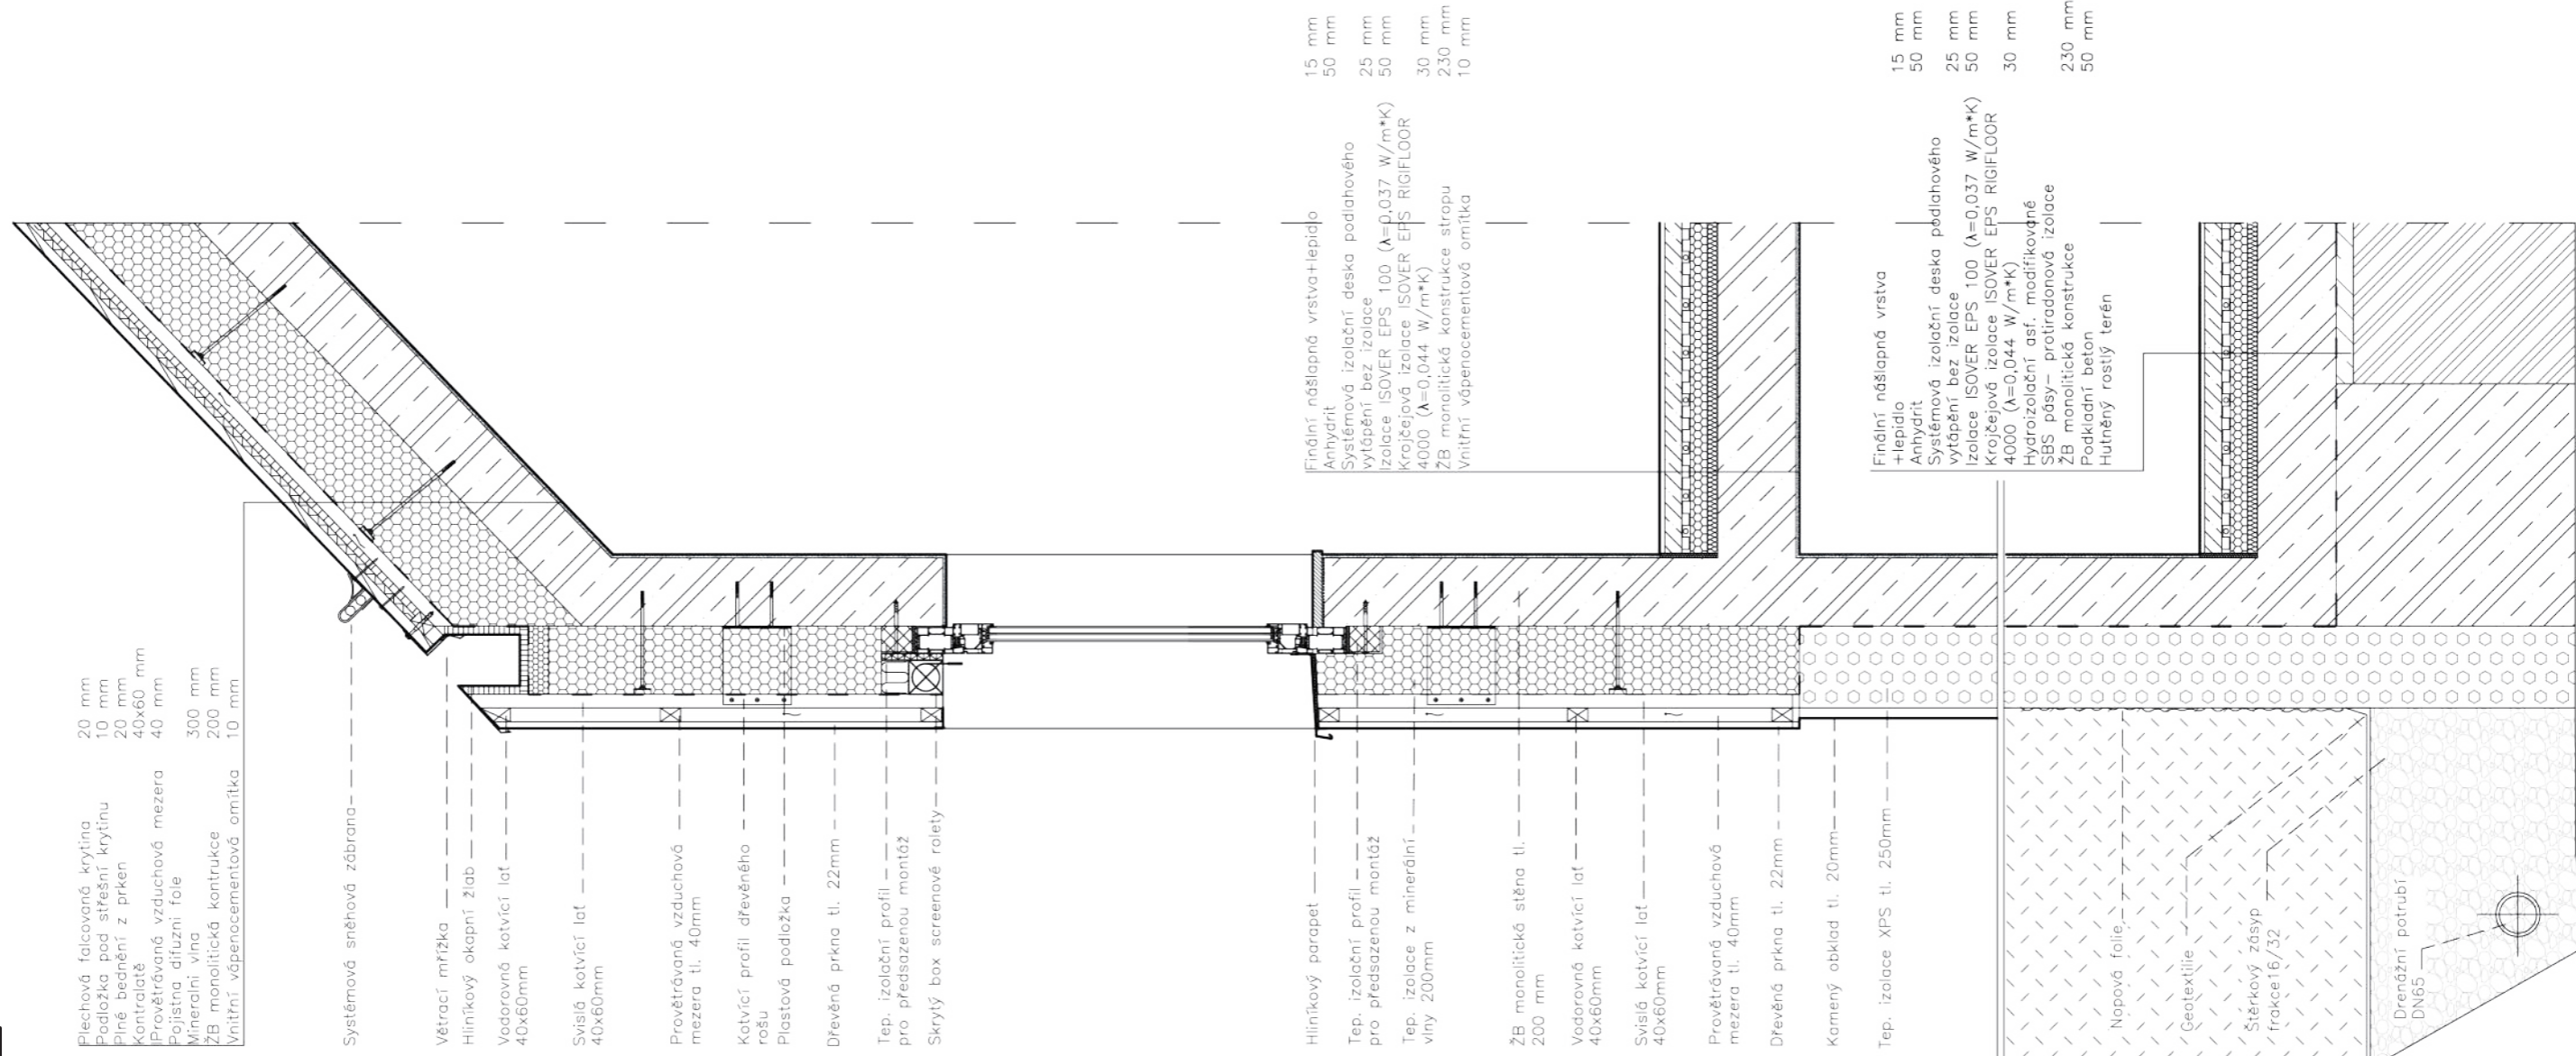 Plechová falcovaná krytina 20 mm
Podložka pod střešní krytinu 10 mm
Plné bednění z prken 20 mm
Kontralatě 40x60 mm
Provětrávaná vzduchová mezera 40 mm
Pojistna difuzni fole
Mineralni vlna 300 mm
ŽB monolitická kontrukce 200 mm
Vnitřní vápenocementová omítka 10 mm
Systémová sněhová zábrana
Větrací mřížka
Hliníkový okapní žlab
Vodorovná kotvící lať
40x60mm
Svislá kotvící lať
40x60mm
Provětrávaná vzduchová
mezera tl. 40mm
Kotvící profil dřevěného
rošu
Plastová podložka
Dřevěná prkna tl. 22mm
Tep. izolační profil
pro předsazenou montáž
Skrytý box screenové rolety
Finální nášlapná vrstva+lepidlo 15 mm
Anhydrit 50 mm
Systémová izolační deska podlahového
vytápění bez izolace 25 mm
Izolace ISOVER EPS 100 (λ=0,037 W/m*K) 50 mm
Krojčejová izolace ISOVER EPS RIGIFLOOR
4000 (λ=0,044 W/m*K) 30 mm
ŽB monolitická konstrukce stropu 230 mm
Vnitřní vápenocementová omítka 10 mm
Hliníkový parapet
Tep. izolační profil
pro předsazenou montáž
Tep. izolace z minerální
vlny 200mm
ŽB monolitická stěna tl.
200 mm
Vodorovná kotvící lať
40x60mm
Svislá kotvící lať
40x60mm
Provětrávaná vzduchová
mezera tl. 40mm
Dřevěná prkna tl. 22mm
Kamený obklad tl. 20mm
Tep. izolace XPS tl. 250mm
Finální nášlapná vrstva 15 mm
+lepidlo
Anhydrit 50 mm
Systémová izolační deska podlahového
vytápění bez izolace 25 mm
Izolace ISOVER EPS 100 (λ=0,037 W/m*K) 50 mm
Krojčejová izolace ISOVER EPS RIGIFLOOR
4000 (λ=0,044 W/m*K) 30 mm
Hydroizolační asf. modifikované
SBS pásy– protiradonová izolace
ŽB monolitická konstrukce 230 mm
Podkladní beton 50 mm
Hutněný rostlý terén
Nopová folie
Geotextilie
Štěrkový zásyp
frakce16/32
Drenážní potrubí
DN65